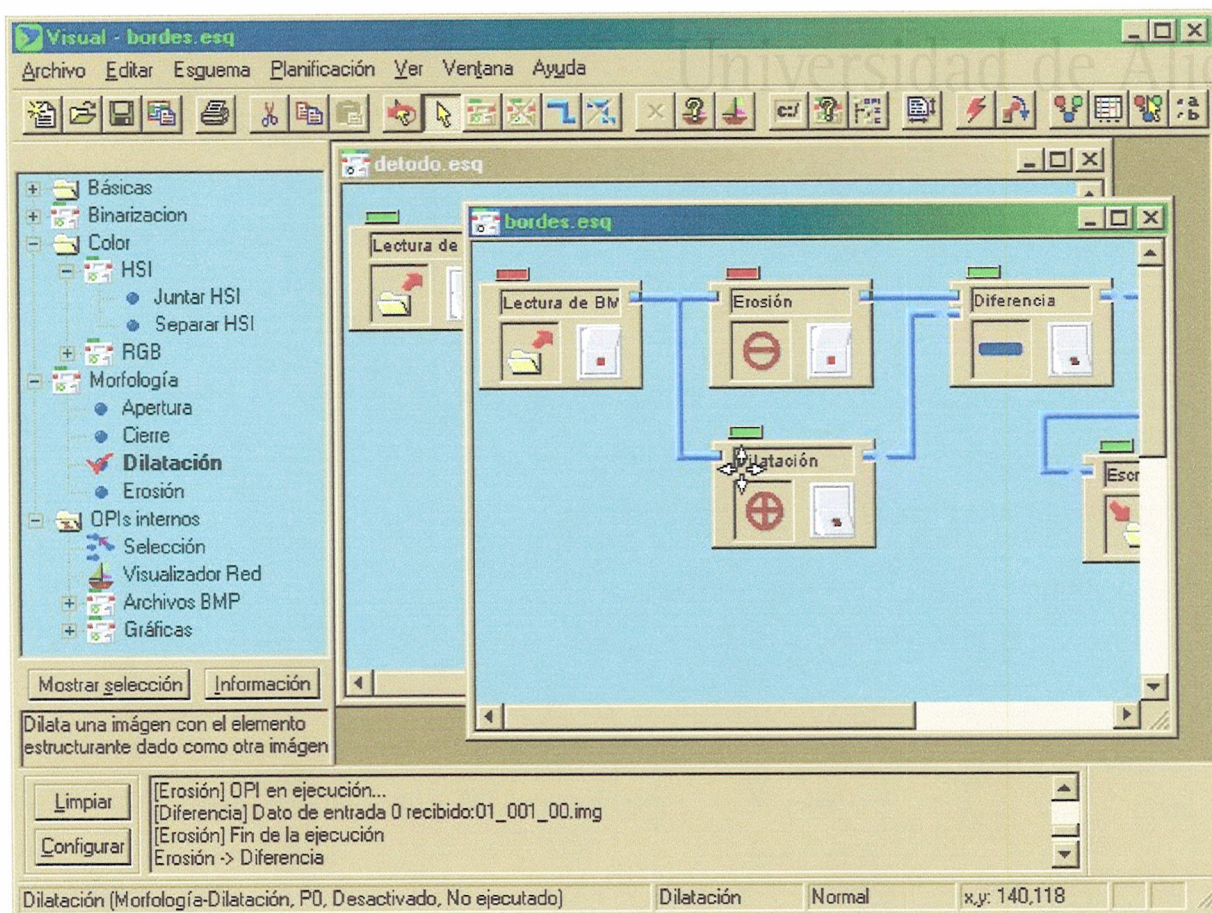 Visual - bordes.esq
Universidad de Alic
Archivo Editar Esquema Planificación Ver Ventana Ayuda
c:/
a
b
Básicas
Binarizacion
Color
HSI
Juntar HSI
Separar HSI
RGB
Morfología
Apertura
Cierre
Dilatación
Erosión
OPIs internos
Selección
Visualizador Red
Archivos BMP
Gráficas
Mostrar selección Información
Dilata una imágen con el elemento
estructurante dado como otra imágen
detodo.esq
Lectura de
bordes.esq
Lectura de BM
Erosión
Diferencia
Dilatación
Escr
Limpiar
Configurar
[Erosión] OPI en ejecución...
[Diferencia] Dato de entrada 0 recibido:01_001_00.img
[Erosión] Fin de la ejecución
Erosión -> Diferencia
Dilatación (Morfología-Dilatación, P0, Desactivado, No ejecutado) Dilatación Normal x,y: 140,118